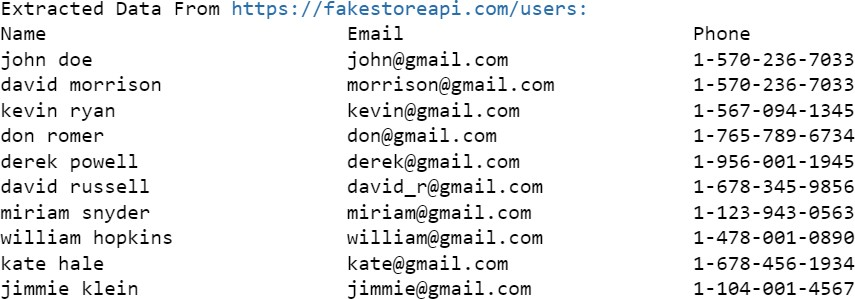 Extracted Data From https://fakestoreapi.com/users:
Name Email Phone
john doe john@gmail.com 1-570-236-7033
david morrison morrison@gmail.com 1-570-236-7033
kevin ryan kevin@gmail.com 1-567-094-1345
don romer don@gmail.com 1-765-789-6734
derek powell derek@gmail.com 1-956-001-1945
david russell david_r@gmail.com 1-678-345-9856
miriam snyder miriam@gmail.com 1-123-943-0563
william hopkins william@gmail.com 1-478-001-0890
kate hale kate@gmail.com 1-678-456-1934
jimmie klein jimmie@gmail.com 1-104-001-4567